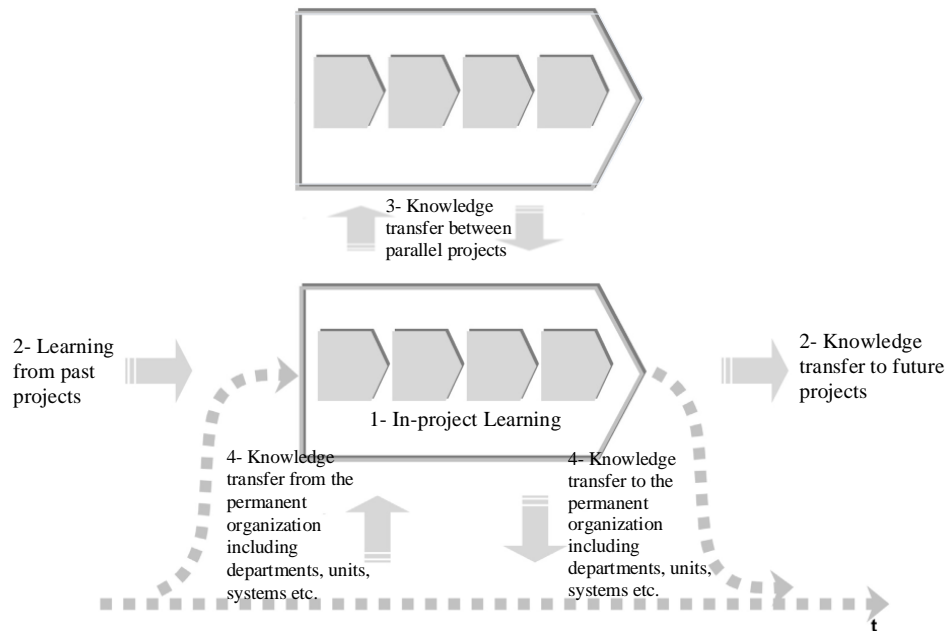 3- Knowledge
transfer between
parallel projects
2- Learning
from past
projects
2- Knowledge
transfer to future
projects
1- In-project Learning
4- Knowledge
transfer from the
permanent
organization
including
departments, units,
systems etc.
4- Knowledge
transfer to the
permanent
organization
including
departments, units,
systems etc.
t